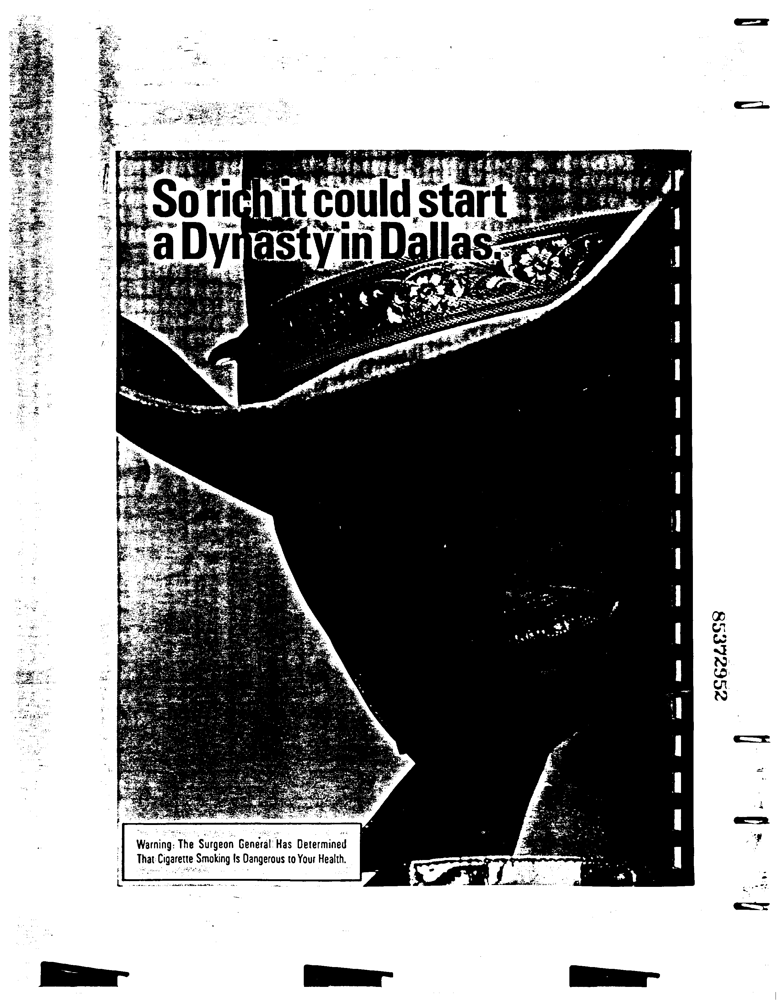 So rich it could start
a Dynasty in Dallas.
85372952
Warning: The Surgeon General Has Determined
That Cigarette Smoking Is Dangerous to Your Health.